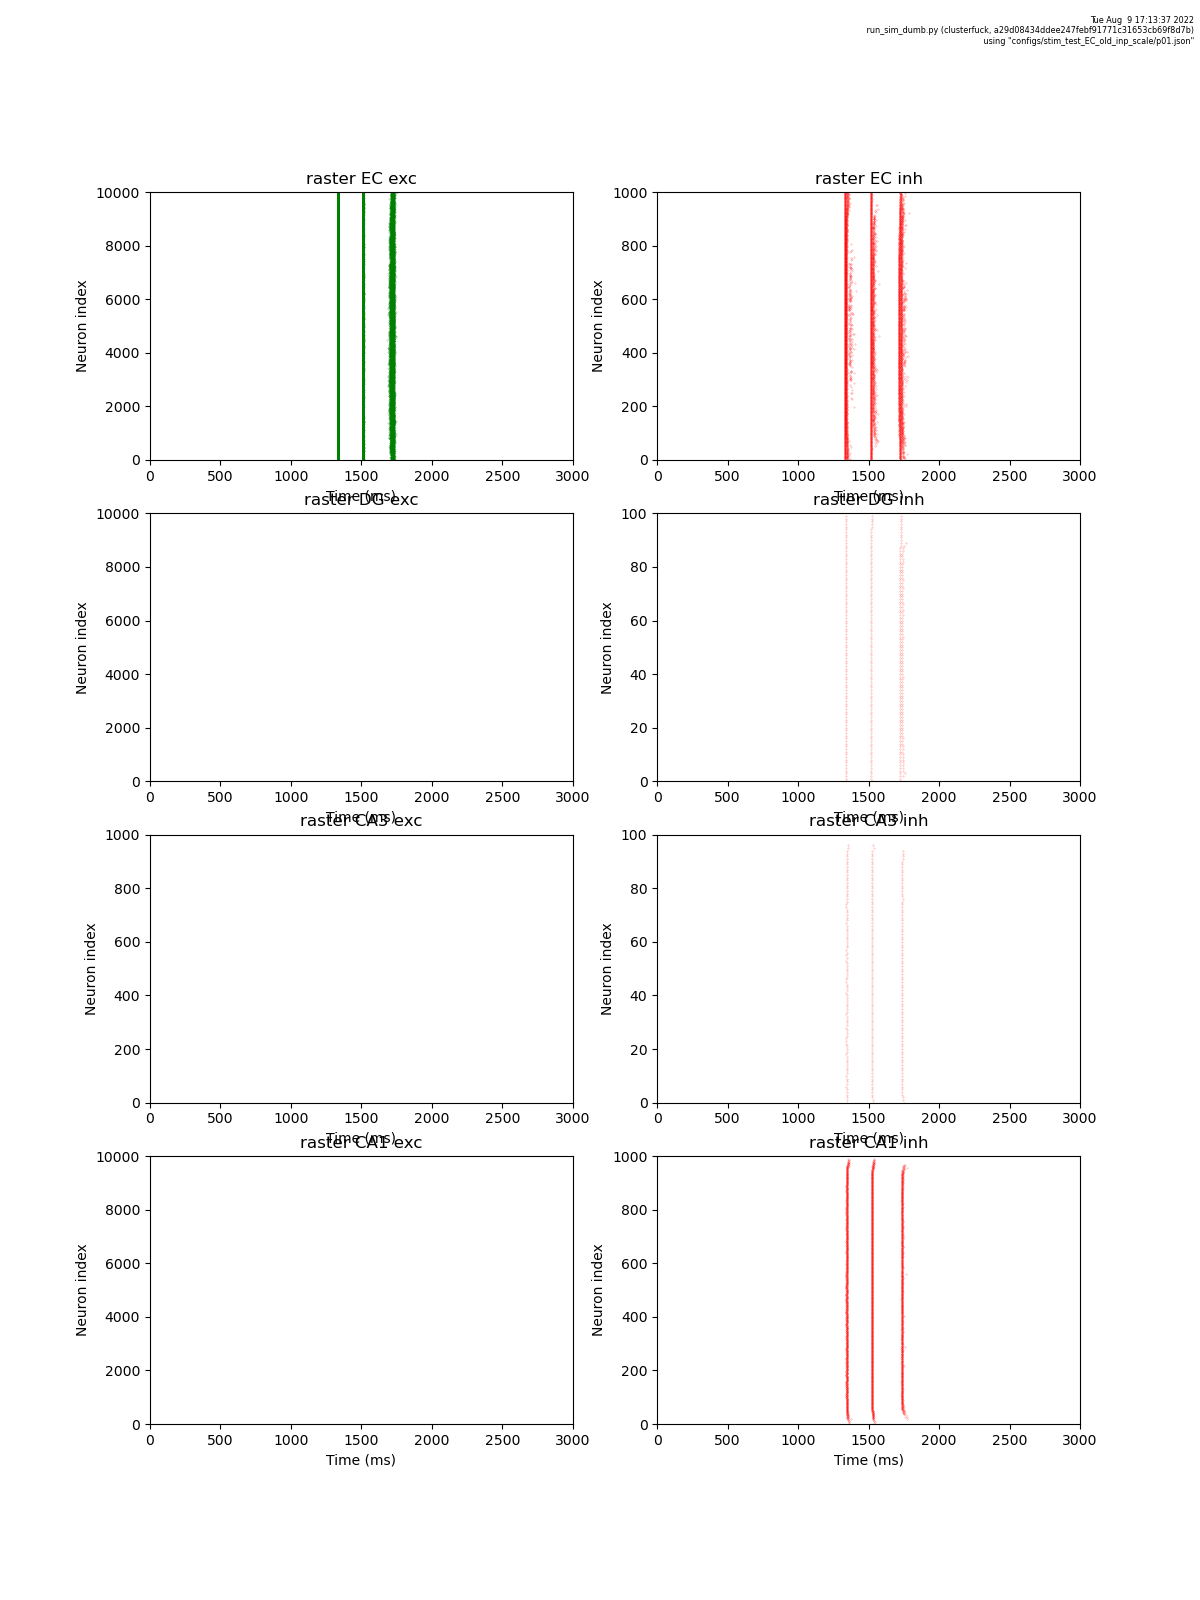 Tue Aug  9 17:13:37 2022
run_sim_dumb.py (clusterfuck, a29d08434ddee247febf91771c31653cb69f8d7b)
using "configs/stim_test_EC_old_inp_scale/p01.json"
raster EC exc
10000
8000
6000
4000
2000
0
Neuron index
0 500 1000 1500 2000 2500 3000
Time (ms)
raster EC inh
1000
800
600
400
200
0
Neuron index
0 500 1000 1500 2000 2500 3000
Time (ms)
raster DG exc
10000
8000
6000
4000
2000
0
Neuron index
0 500 1000 1500 2000 2500 3000
Time (ms)
raster DG inh
100
80
60
40
20
0
Neuron index
0 500 1000 1500 2000 2500 3000
Time (ms)
raster CA3 exc
1000
800
600
400
200
0
Neuron index
0 500 1000 1500 2000 2500 3000
Time (ms)
raster CA3 inh
100
80
60
40
20
0
Neuron index
0 500 1000 1500 2000 2500 3000
Time (ms)
raster CA1 exc
10000
8000
6000
4000
2000
0
Neuron index
0 500 1000 1500 2000 2500 3000
Time (ms)
raster CA1 inh
1000
800
600
400
200
0
Neuron index
0 500 1000 1500 2000 2500 3000
Time (ms)